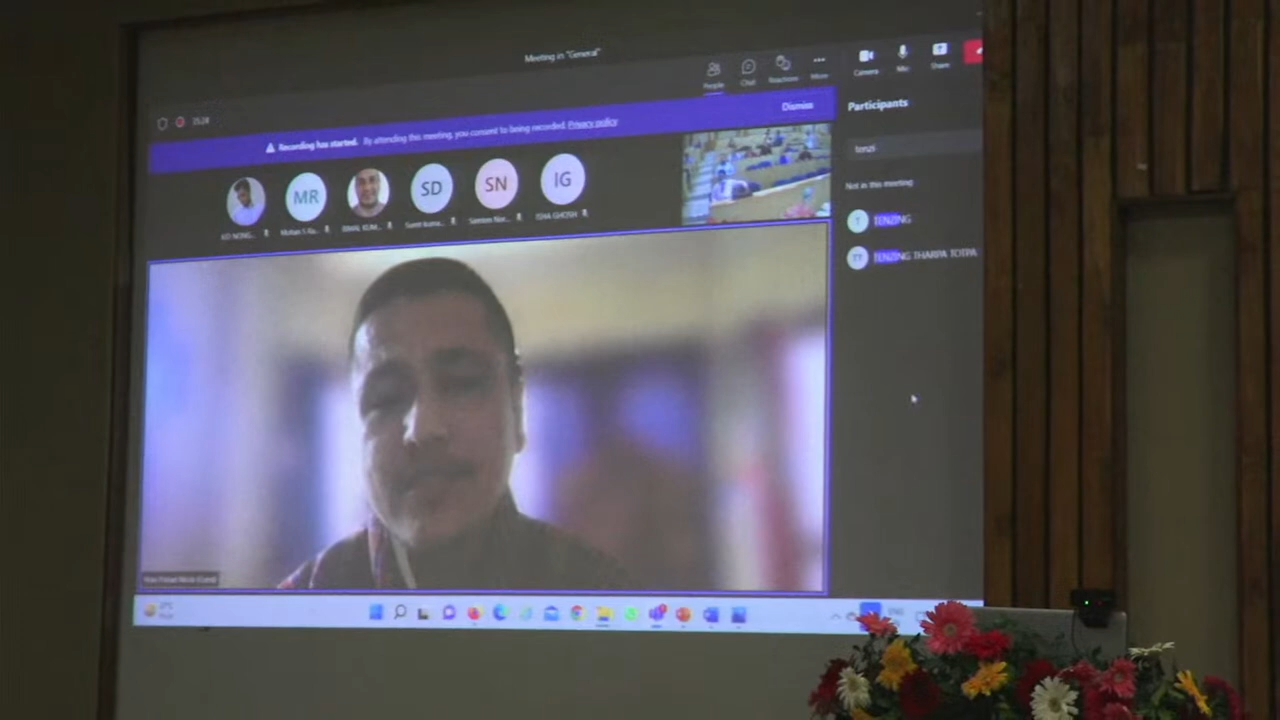 Meeting in "General"
People
Chat
Reactions
More
Camera
Mic
Share
Recording has started. By attending this meeting, you consent to being recorded. Privacy policy
Dismiss
Participants
tenzi
Not in this meeting
T TENZING
TT TENZING THARPA TOTPA
MR
SD
SN
IG
ISHA GHOSH
ENG